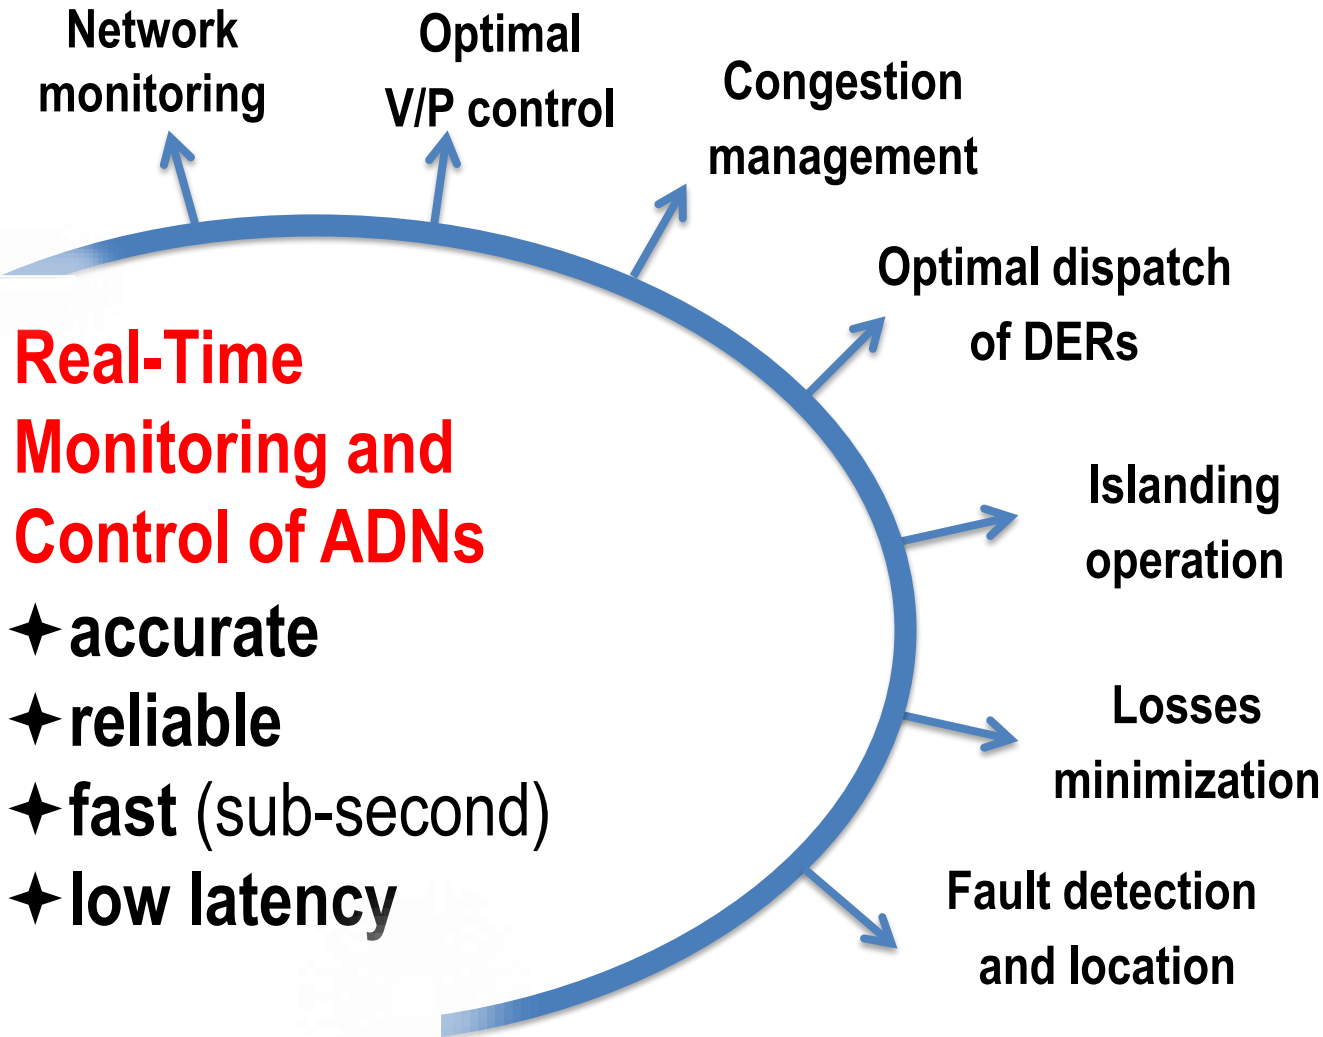 Network
monitoring
Optimal
V/P control
Congestion
management
Optimal dispatch
of DERs
Real-Time
Monitoring and
Control of ADNs
accurate
reliable
fast (sub-second)
low latency
Islanding
operation
Losses
minimization
Fault detection
and location